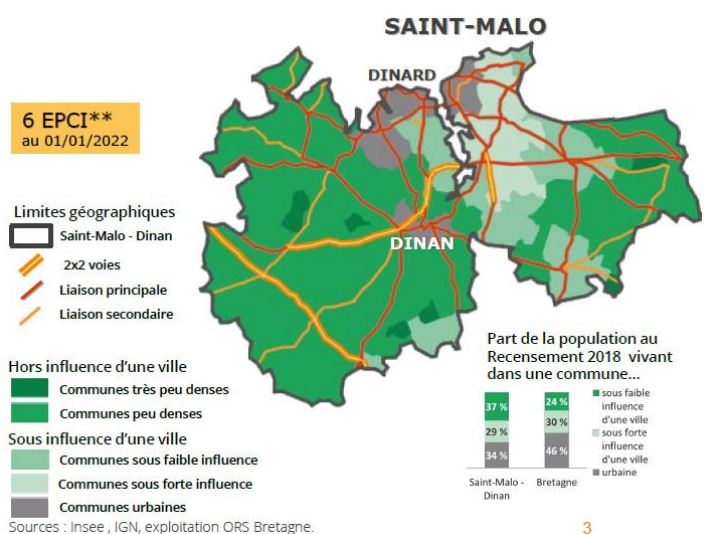 SAINT-MALO
DINARD
6 EPCI**
au 01/01/2022
DINAN
Limites géographiques
Saint-Malo - Dinan
2x2 voies
Liaison principale
Liaison secondaire
Hors influence d'une ville
Communes très peu denses
Communes peu denses
Sous influence d'une ville
Communes sous faible influence
Communes sous forte influence
Communes urbaines
Part de la population au
Recensement 2018 vivant
dans une commune...
37 %
24 %
29 %
30 %
34 %
46 %
Saint-Malo -
Dinan
Bretagne
sous faible
influence
d'une ville
sous forte
influence
d'une ville
urbaine
Sources : Insee , IGN, exploitation ORS Bretagne.
3